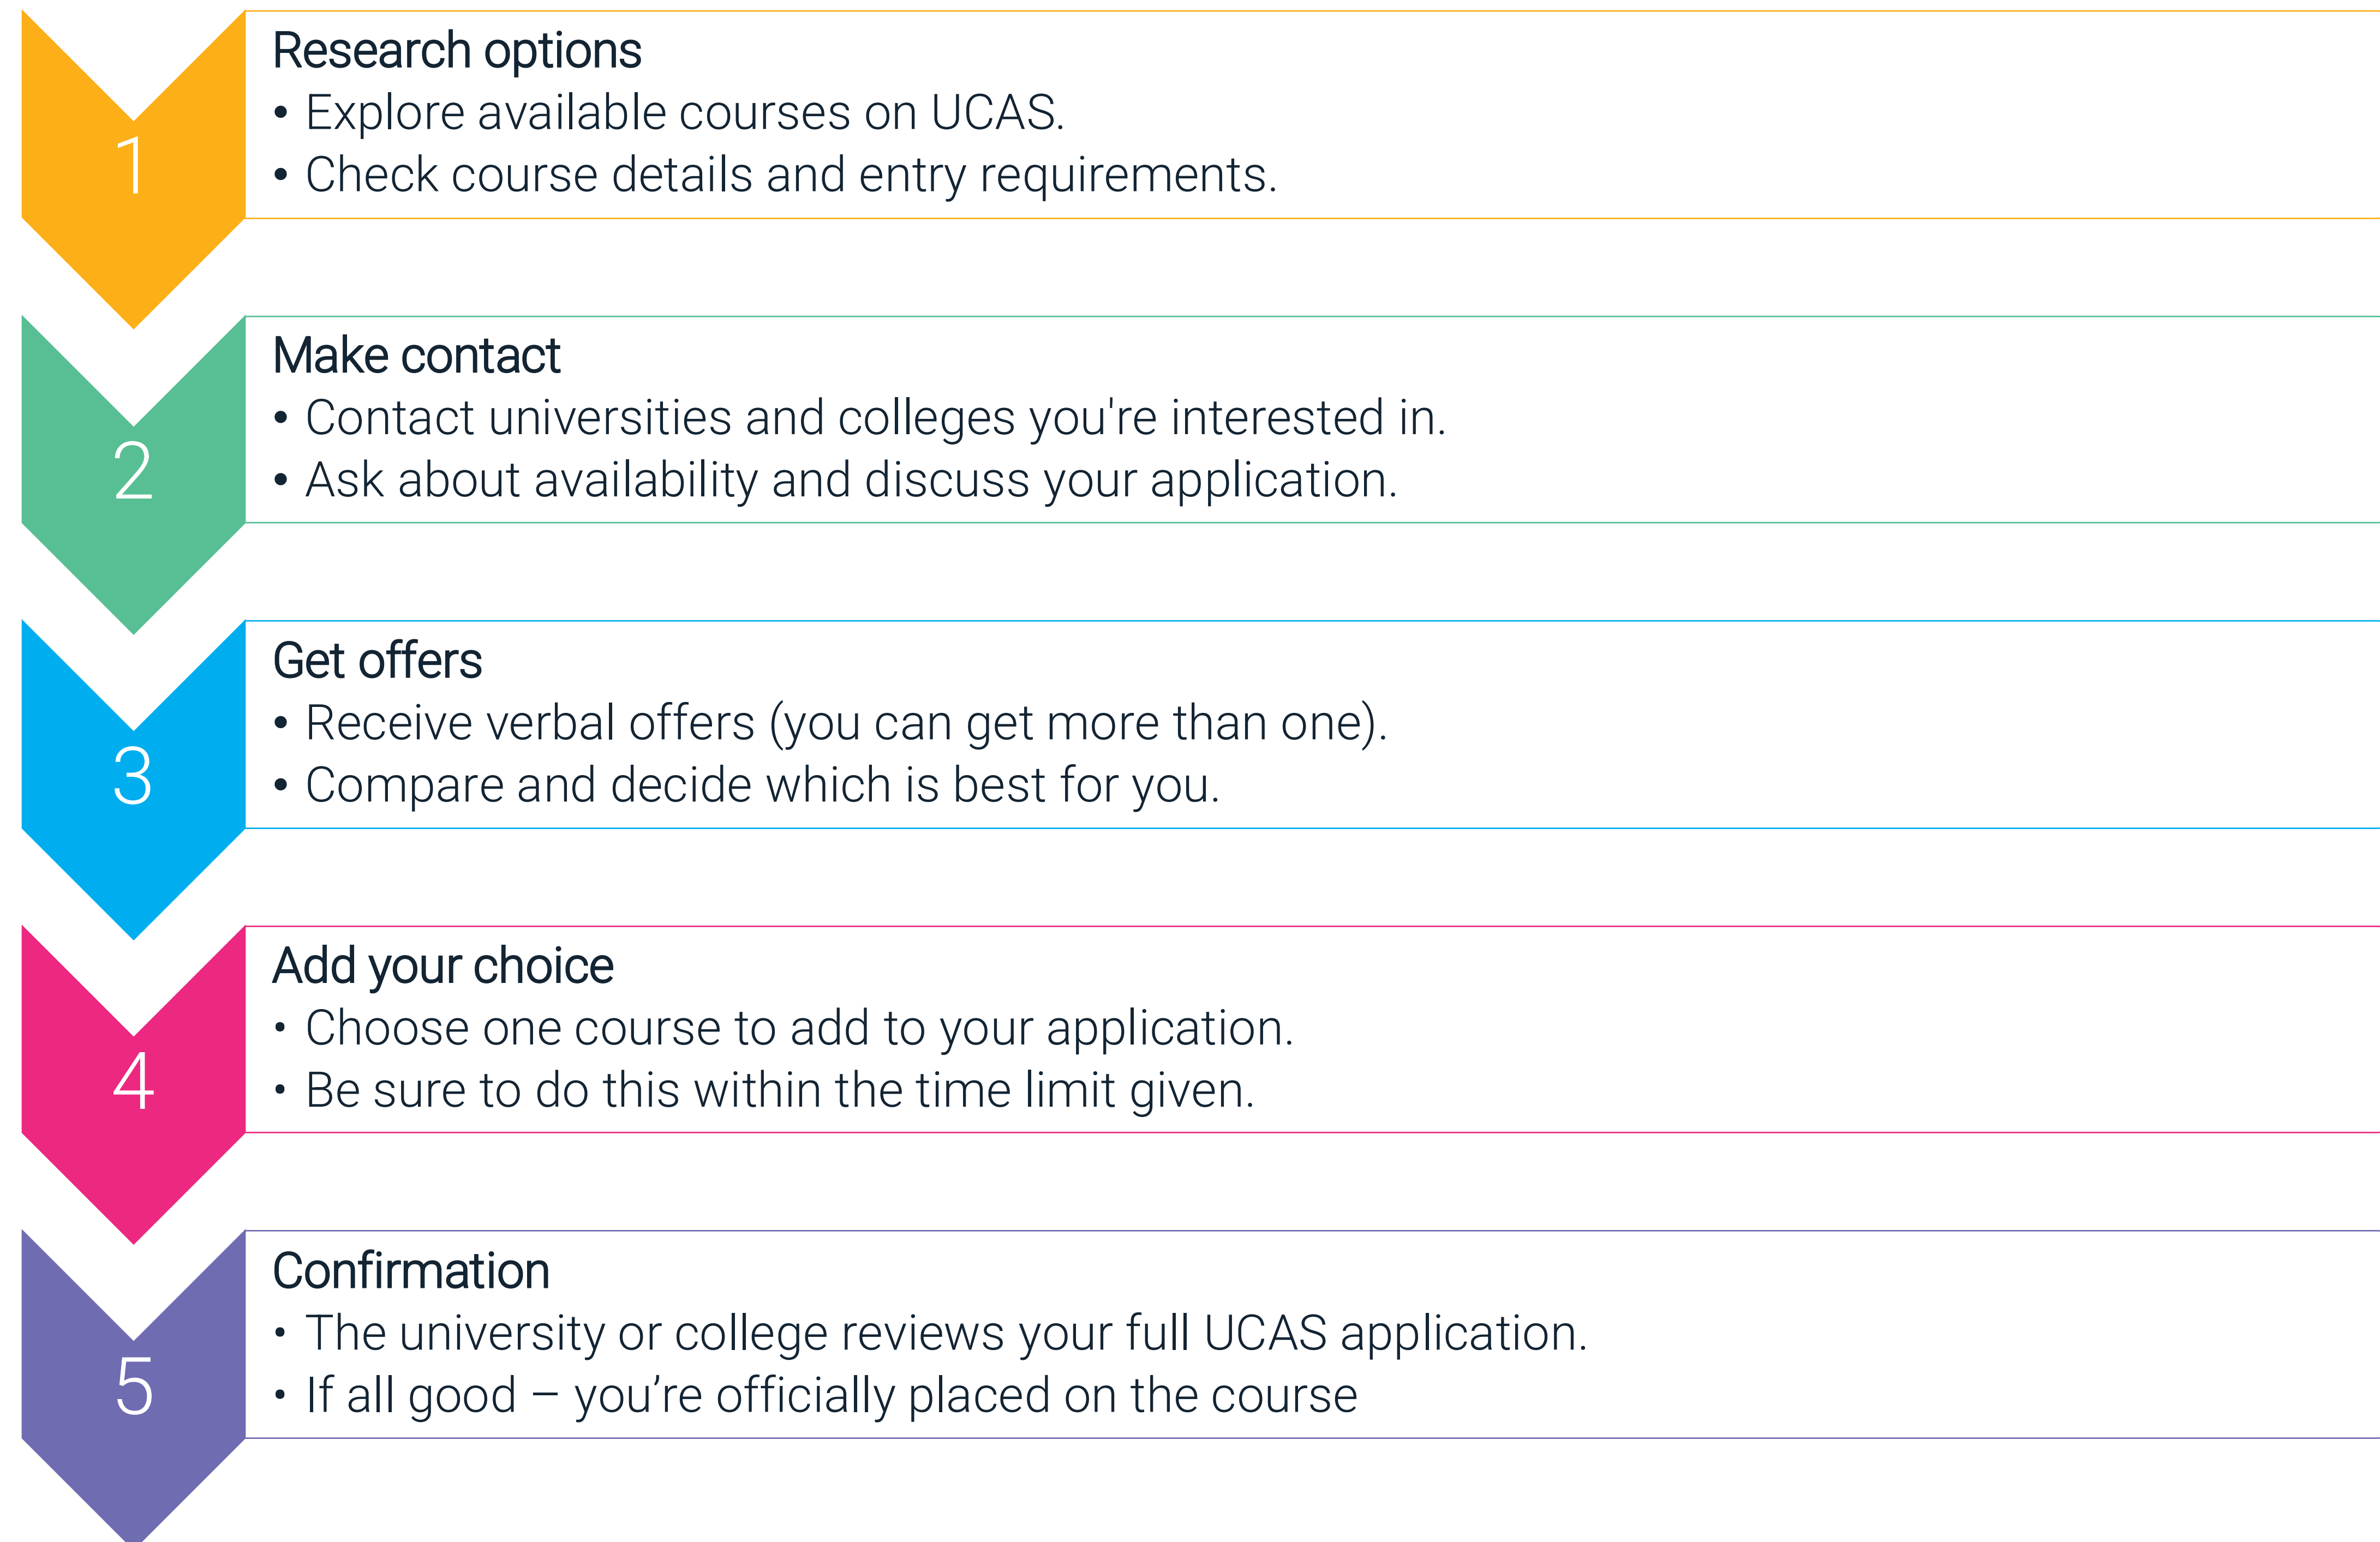 1
Research options
• Explore available courses on UCAS.
• Check course details and entry requirements.
2
Make contact
• Contact universities and colleges you're interested in.
• Ask about availability and discuss your application.
3
Get offers
• Receive verbal offers (you can get more than one).
• Compare and decide which is best for you.
4
Add your choice
• Choose one course to add to your application.
• Be sure to do this within the time limit given.
5
Confirmation
• The university or college reviews your full UCAS application.
• If all good – you’re officially placed on the course